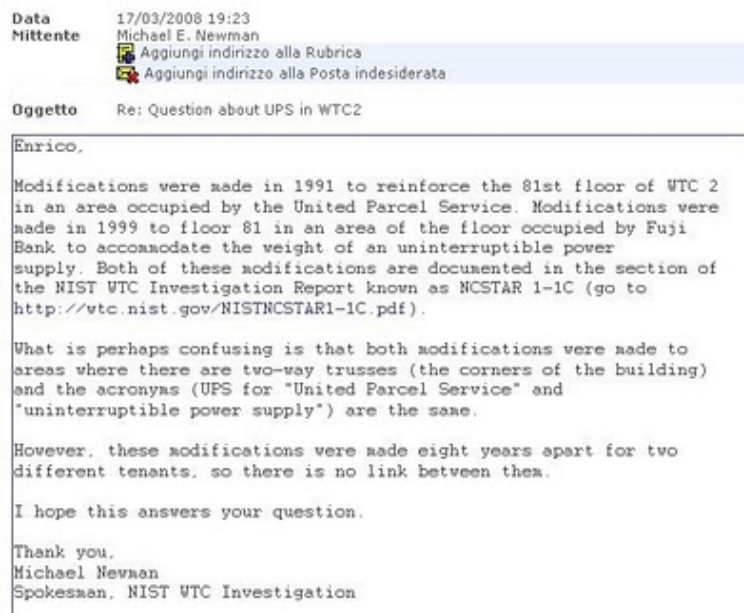 Data 17/03/2008 19:23
Mittente Michael E. Newman
Aggiungi indirizzo alla Rubrica
Aggiungi indirizzo alla Posta indesiderata
Oggetto Re: Question about UPS in WTC2
Enrico,
Modifications were made in 1991 to reinforce the 81st floor of WTC 2
in an area occupied by the United Parcel Service. Modifications were
made in 1999 to floor 81 in an area of the floor occupied by Fuji
Bank to accomodate the weight of an uninterruptible power
supply. Both of these modifications are documented in the section of
the NIST WTC Investigation Report known as NCSTAR 1-1C (go to
http://wtc.nist.gov/NISTNCSTAR1-1C.pdf).
What is perhaps confusing is that both modifications were made to
areas where there are two-way trusses (the corners of the building)
and the acronyms (UPS for "United Parcel Service" and
"uninterruptible power supply") are the same.
However, these modifications were made eight years apart for two
different tenants, so there is no link between them.
I hope this answers your question.
Thank you,
Michael Newman
Spokesman, NIST WTC Investigation